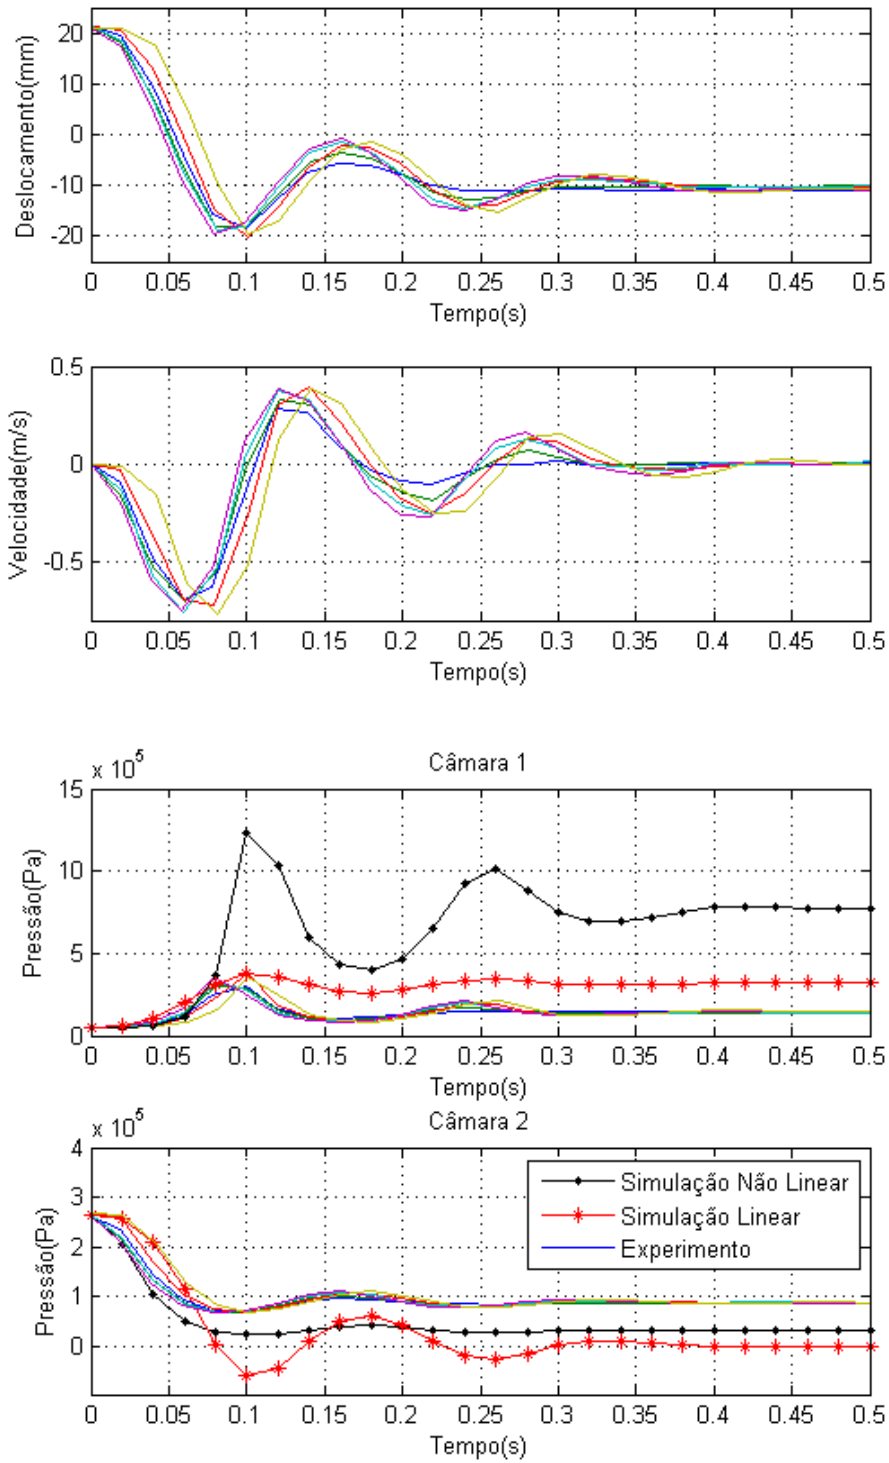 Deslocamento(mm)
20
10
0
-10
-20
0 0.05 0.1 0.15 0.2 0.25 0.3 0.35 0.4 0.45 0.5
Tempo(s)
Velocidade(m/s)
0.5
0
-0.5
0 0.05 0.1 0.15 0.2 0.25 0.3 0.35 0.4 0.45 0.5
Tempo(s)
x 10^5
Câmara 1
Pressão(Pa)
15
10
5
0
0 0.05 0.1 0.15 0.2 0.25 0.3 0.35 0.4 0.45 0.5
Tempo(s)
x 10^5
Câmara 2
Pressão(Pa)
4
3
2
1
0
Simulação Não Linear
Simulação Linear
Experimento
0 0.05 0.1 0.15 0.2 0.25 0.3 0.35 0.4 0.45 0.5
Tempo(s)